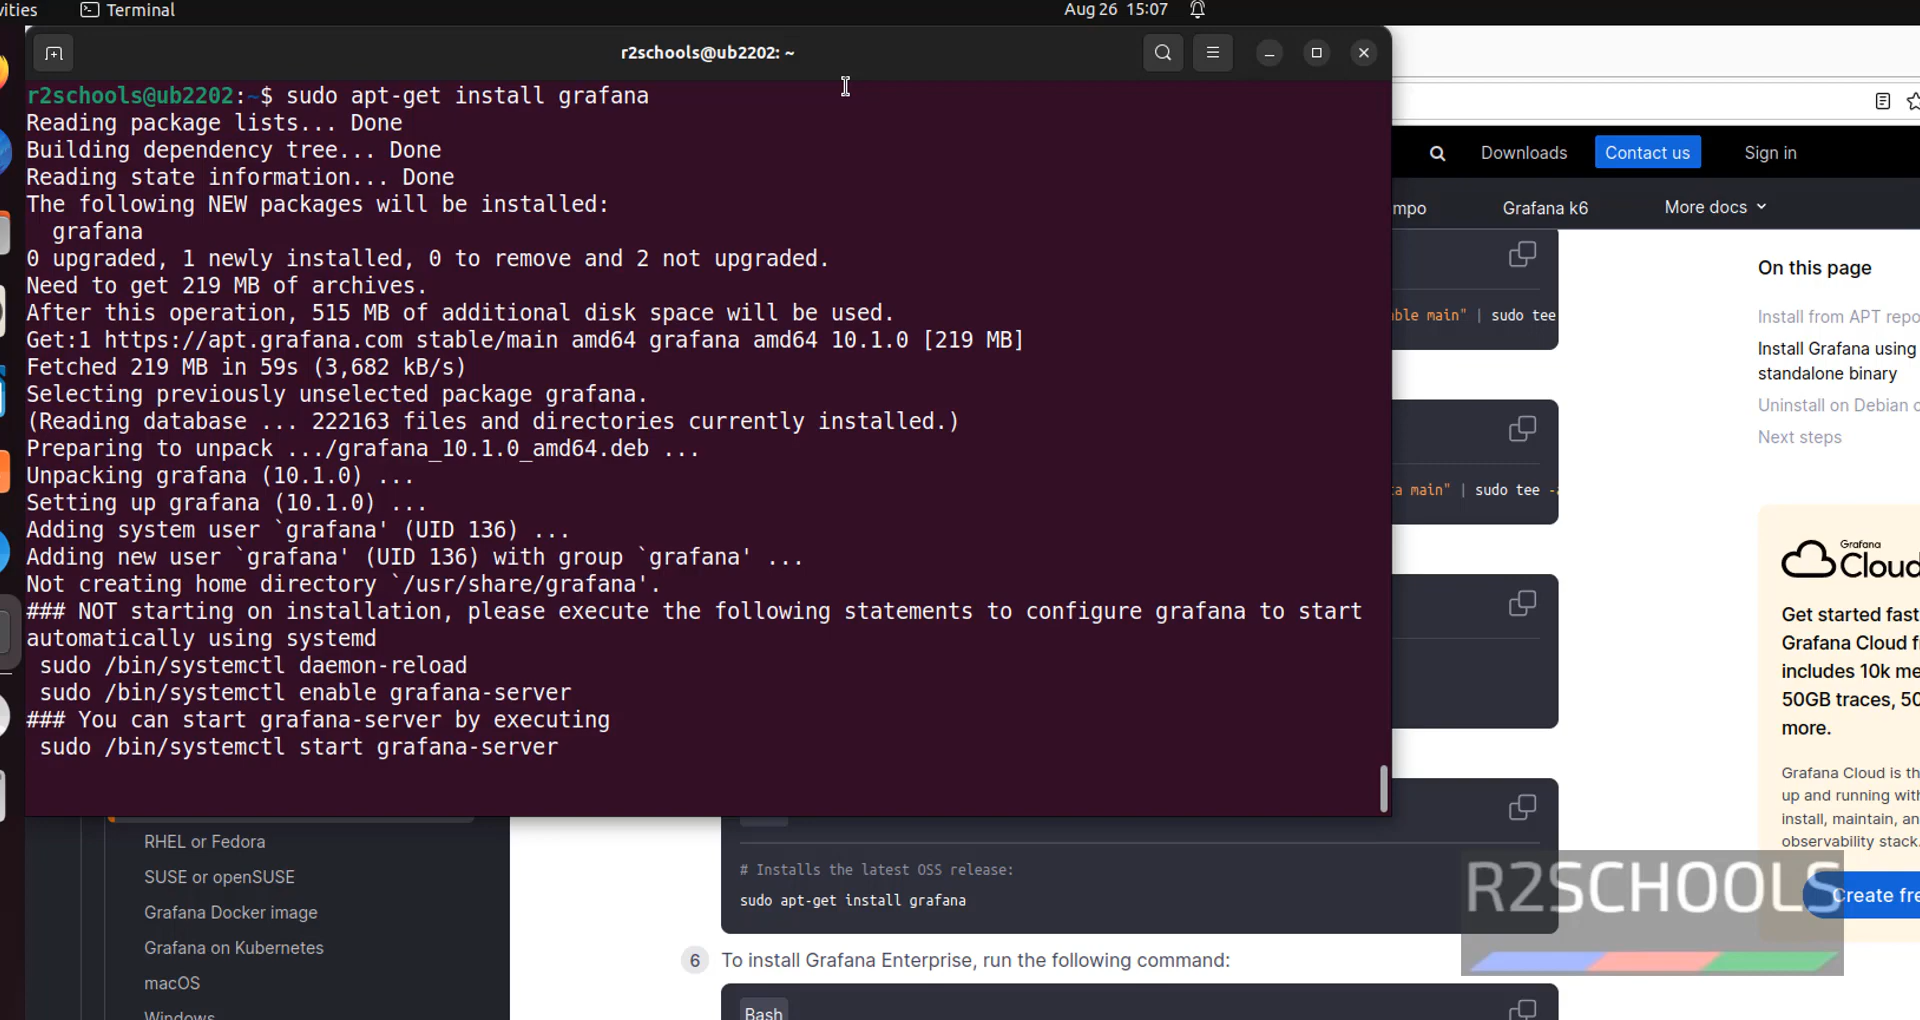 vities
Terminal
Aug 26 15:07
r2schools@ub2202: ~
r2schools@ub2202:~$ sudo apt-get install grafana
Reading package lists... Done
Building dependency tree... Done
Reading state information... Done
The following NEW packages will be installed:
grafana
0 upgraded, 1 newly installed, 0 to remove and 2 not upgraded.
Need to get 219 MB of archives.
After this operation, 515 MB of additional disk space will be used.
Get:1 https://apt.grafana.com stable/main amd64 grafana amd64 10.1.0 [219 MB]
Fetched 219 MB in 59s (3,682 kB/s)
Selecting previously unselected package grafana.
(Reading database ... 222163 files and directories currently installed.)
Preparing to unpack .../grafana_10.1.0_amd64.deb ...
Unpacking grafana (10.1.0) ...
Setting up grafana (10.1.0) ...
Adding system user `grafana' (UID 136) ...
Adding new user `grafana' (UID 136) with group `grafana' ...
Not creating home directory `/usr/share/grafana'.
### NOT starting on installation, please execute the following statements to configure grafana to start
automatically using systemd
sudo /bin/systemctl daemon-reload
sudo /bin/systemctl enable grafana-server
### You can start grafana-server by executing
sudo /bin/systemctl start grafana-server
Downloads
Contact us
Sign in
mpo
Grafana k6
More docs
ble main" | sudo tee
a main" | sudo tee -
On this page
Install from APT repo
Install Grafana using
standalone binary
Uninstall on Debian o
Next steps
Grafana
Cloud
Get started fast
Grafana Cloud f
includes 10k me
50GB traces, 50
more.
Grafana Cloud is th
up and running with
install, maintain, an
observability stack.
Create fre
R2SCHOOLS
RHEL or Fedora
SUSE or openSUSE
Grafana Docker image
Grafana on Kubernetes
macOS
Windows
# Installs the latest OSS release:
sudo apt-get install grafana
6 To install Grafana Enterprise, run the following command:
Bash